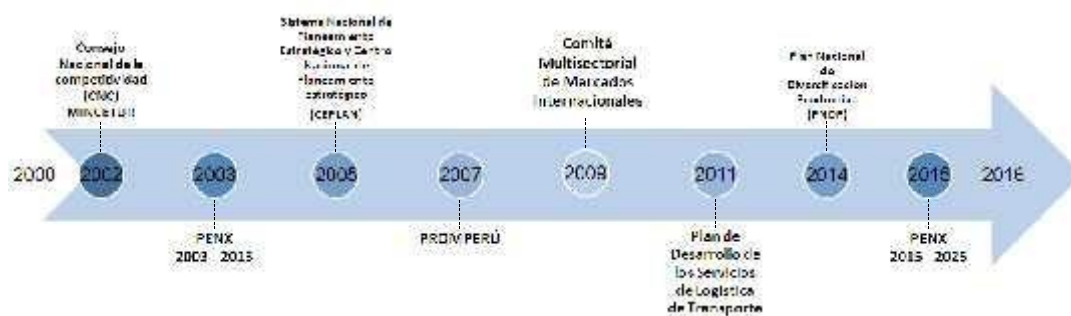 Consejo
Nacional de la
competitividad
(CNC)
MINCETUR
Sistema Nacional de
Planeamiento
Estratégico y Centro
Nacional de
Planeamiento
estratégico
(CEPLAN)
Comité
Multisectorial
de Marcados
Internacionales
Plan Nacional
de
Diversificación
Productiva
(PNDP)
2000
2002
2003
2005
2007
2009
2011
2014
2015
2016
PENX
2003 - 2013
PROMPERÚ
Plan de
Desarrollo de
los Servicios
de Logística
de Transporte
PENX
2015 - 2025